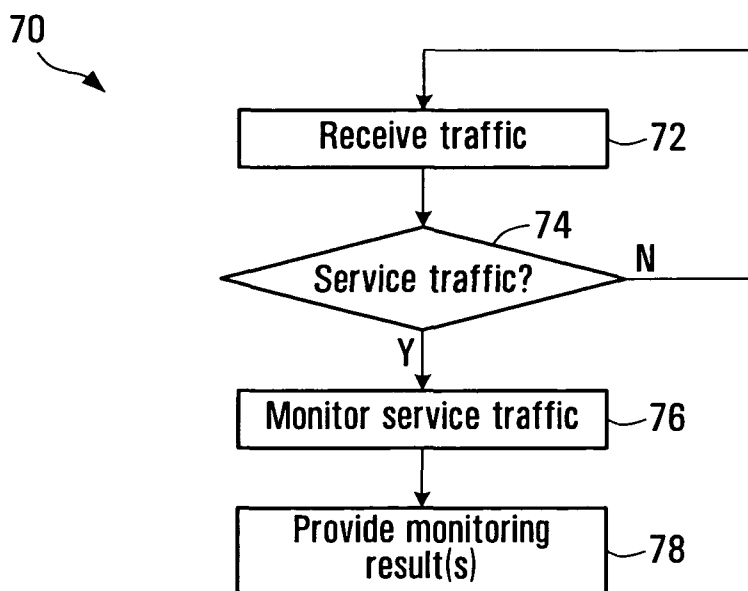 70
Receive traffic
72
74
Service traffic?
N
Y
Monitor service traffic
76
Provide monitoring
result(s)
78